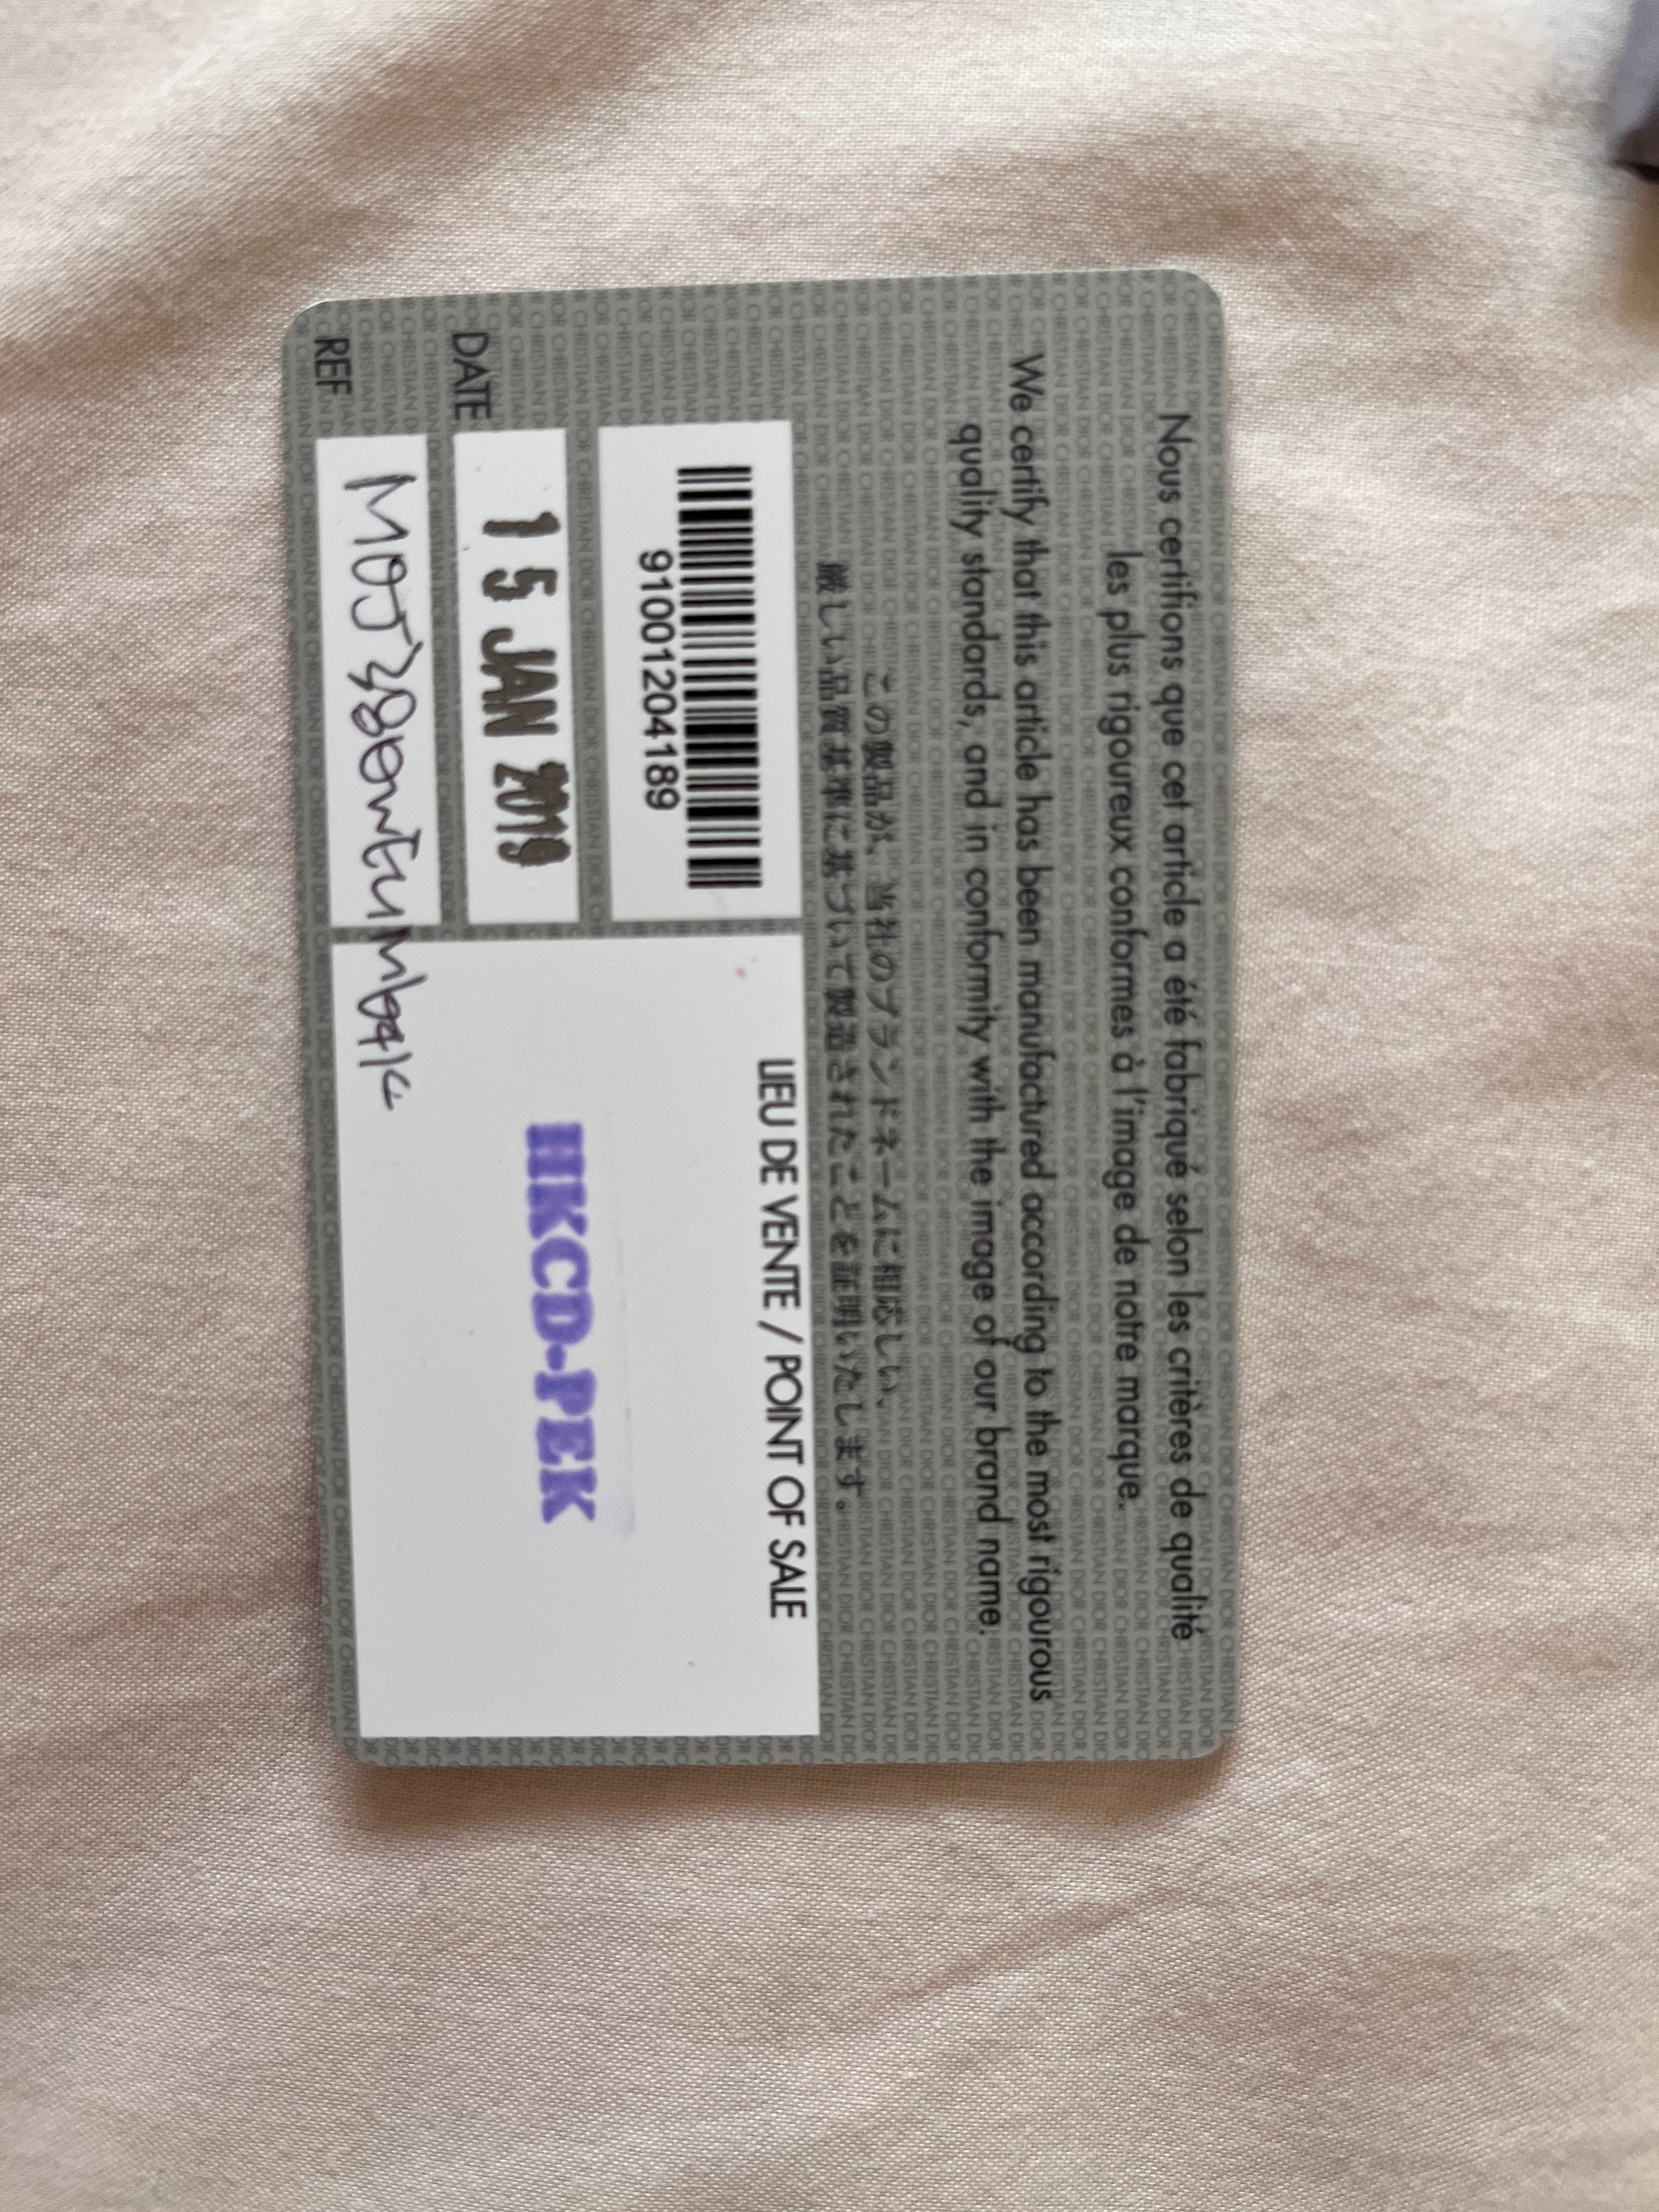 Nous certifions que cet article a été fabriqué selon les critères de qualité
les plus rigoureux conformes à l'image de notre marque.
We certify that this article has been manufactured according to the most rigourous
quality standards, and in conformity with the image of our brand name.
この製品が、当社のブランドネームに相応しい、
厳しい品質基準に基づいて製造されたことを証明いたします。
91001204189
DATE
15 JAN 2019
REF
LIEU DE VENTE / POINT OF SALE
HKCD-PEK